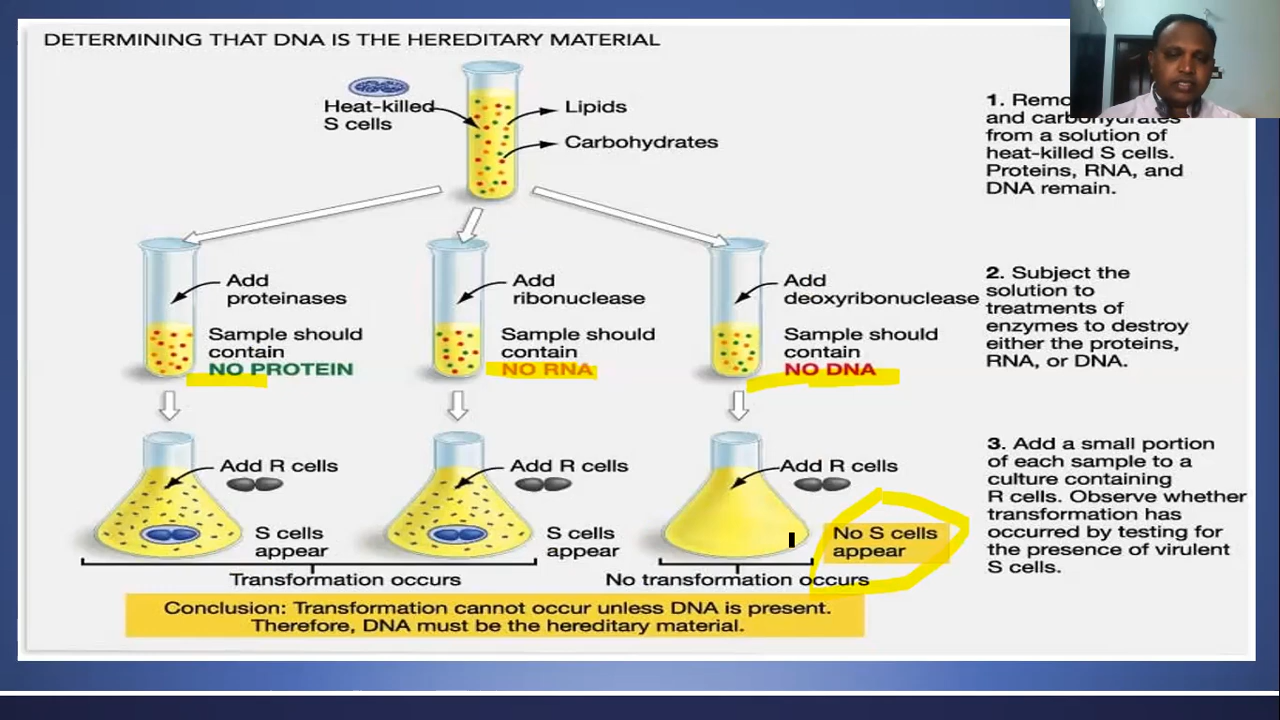 DETERMINING THAT DNA IS THE HEREDITARY MATERIAL
Heat-killed
S cells
Lipids
Carbohydrates
1.
and carbohydrates
from a solution of
heat-killed S cells.
Proteins, RNA, and
DNA remain.
Add
proteinases
Sample should
contain
NO PROTEIN
Add
ribonuclease
Sample should
contain
NO RNA
Add
deoxyribonuclease
Sample should
contain
NO DNA
2. Subject the
solution to
treatments of
enzymes to destroy
either the proteins,
RNA, or DNA.
Add R cells
S cells
appear
Add R cells
S cells
appear
Add R cells
No S cells
appear
Transformation occurs
No transformation occurs
3. Add a small portion
of each sample to a
culture containing
R cells. Observe whether
transformation has
occurred by testing for
the presence of virulent
S cells.
Conclusion: Transformation cannot occur unless DNA is present.
Therefore, DNA must be the hereditary material.